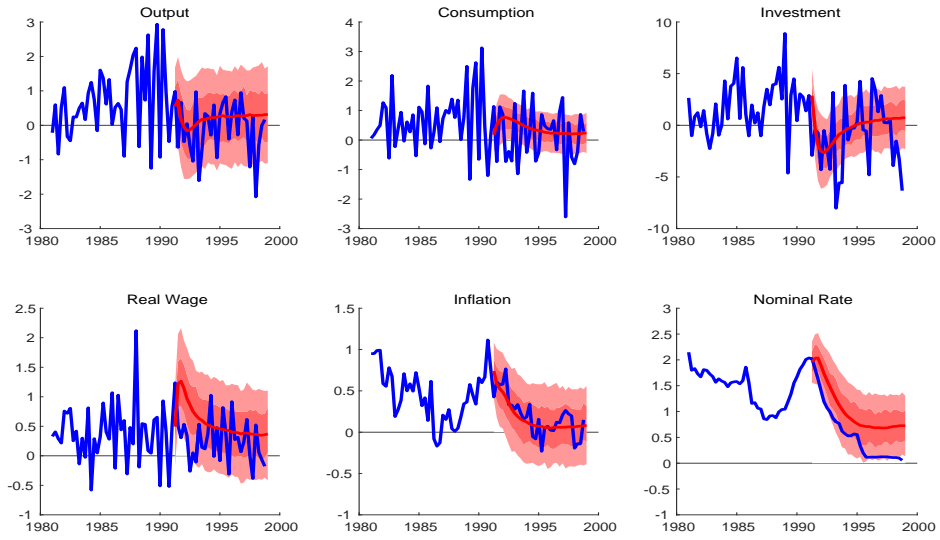 Output Consumption Investment
3 4 10
2 3 5
1 2 0
0 1 -5
-1 0 -10
-2 -1
-3 -2
-3
1980 1985 1990 1995 2000 1980 1985 1990 1995 2000 1980 1985 1990 1995 2000
Real Wage Inflation Nominal Rate
2.5 1.5 3
2 1 2.5
1.5 0.5 2
1 0 1.5
0.5 -0.5 1
0 -1 0.5
-0.5 0
-1 -0.5
-1
1980 1985 1990 1995 2000 1980 1985 1990 1995 2000 1980 1985 1990 1995 2000